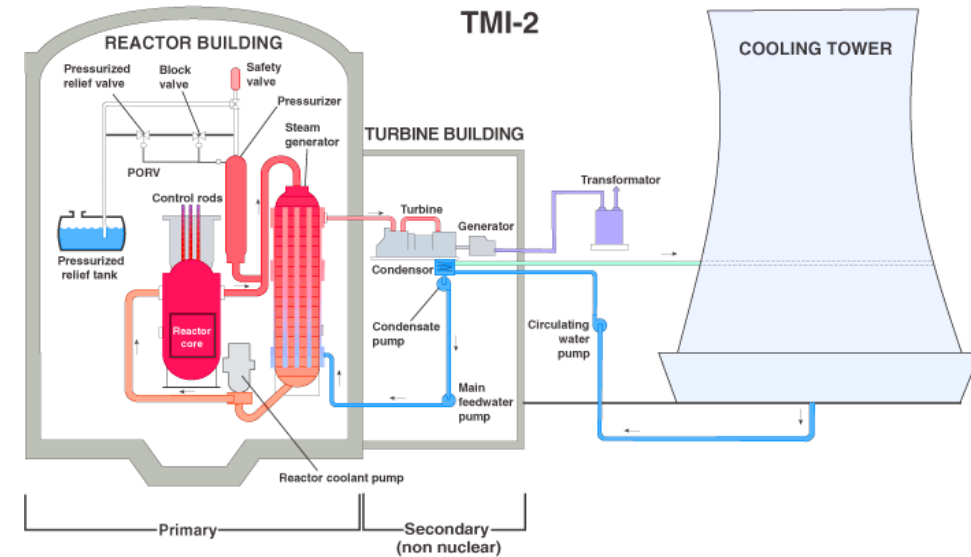 TMI-2
REACTOR BUILDING
COOLING TOWER
Pressurized
relief valve
Block
valve
Safety
valve
Pressurizer
Steam
generator
TURBINE BUILDING
PORV
Control rods
Transformator
Turbine
Generator
Pressurized
relief tank
Condensor
Reactor
core
Condensate
pump
Circulating
water
pump
Main
feedwater
pump
Reactor coolant pump
Primary
Secondary
(non nuclear)